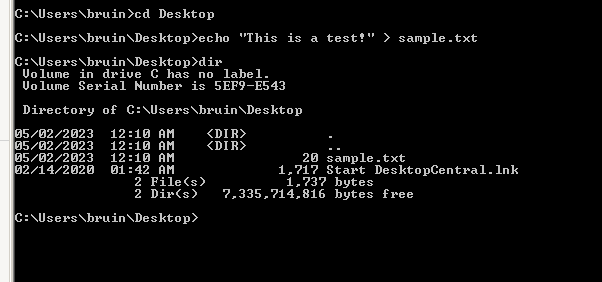 C:\Users\bruin>cd Desktop
C:\Users\bruin\Desktop>echo "This is a test!" > sample.txt
C:\Users\bruin\Desktop>dir
 Volume in drive C has no label.
 Volume Serial Number is 5EF9-E543
 Directory of C:\Users\bruin\Desktop
05/02/2023  12:10 AM    <DIR>          .
05/02/2023  12:10 AM    <DIR>          ..
05/02/2023  12:10 AM                20 sample.txt
02/14/2020  01:42 AM             1,717 Start DesktopCentral.lnk
               2 File(s)          1,737 bytes
               2 Dir(s)   7,335,714,816 bytes free
C:\Users\bruin\Desktop>